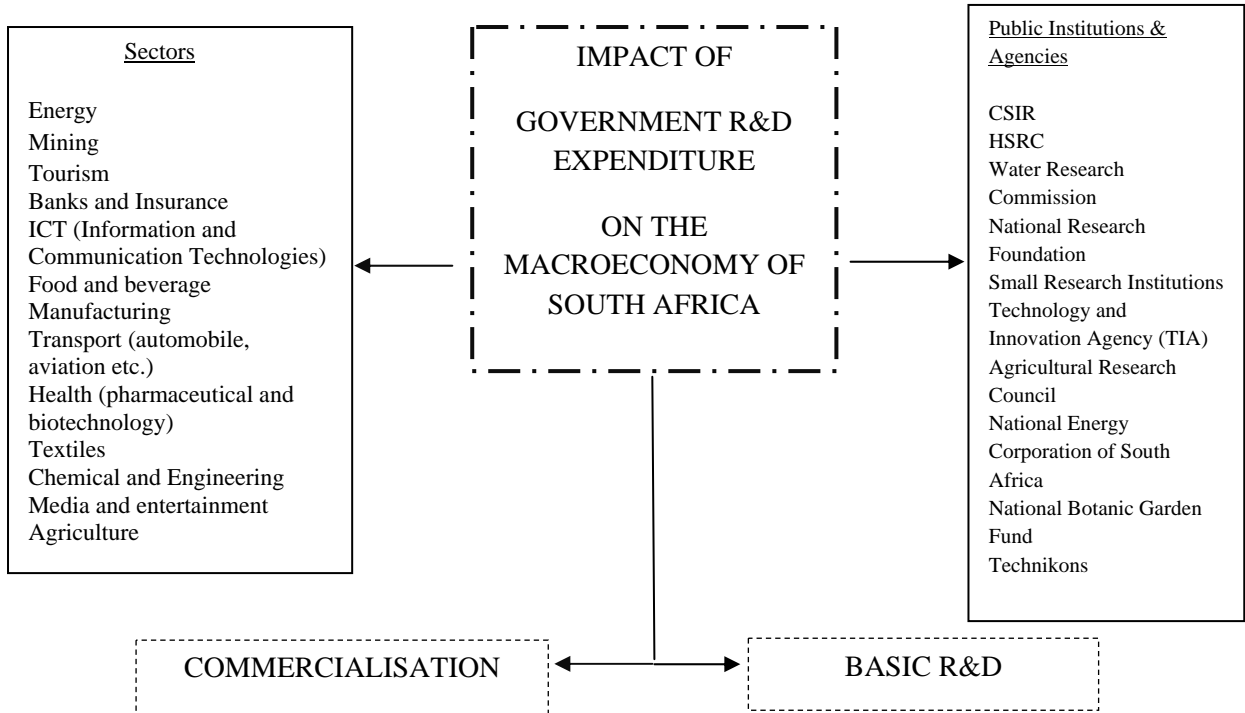 Sectors
Energy
Mining
Tourism
Banks and Insurance
ICT (Information and
Communication Technologies)
Food and beverage
Manufacturing
Transport (automobile,
aviation etc.)
Health (pharmaceutical and
biotechnology)
Textiles
Chemical and Engineering
Media and entertainment
Agriculture
IMPACT OF
GOVERNMENT R&D
EXPENDITURE
ON THE
MACROECONOMY OF
SOUTH AFRICA
Public Institutions &
Agencies
CSIR
HSRC
Water Research
Commission
National Research
Foundation
Small Research Institutions
Technology and
Innovation Agency (TIA)
Agricultural Research
Council
National Energy
Corporation of South
Africa
National Botanic Garden
Fund
Technikons
COMMERCIALISATION
BASIC R&D